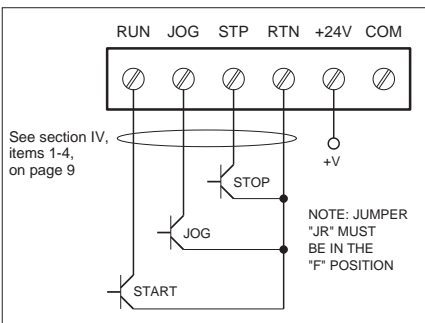 RUN JOG STP RTN +24V COM
See section IV,
items 1-4,
on page 9
+V
STOP
NOTE: JUMPER
"JR" MUST
BE IN THE
"F" POSITION
JOG
START